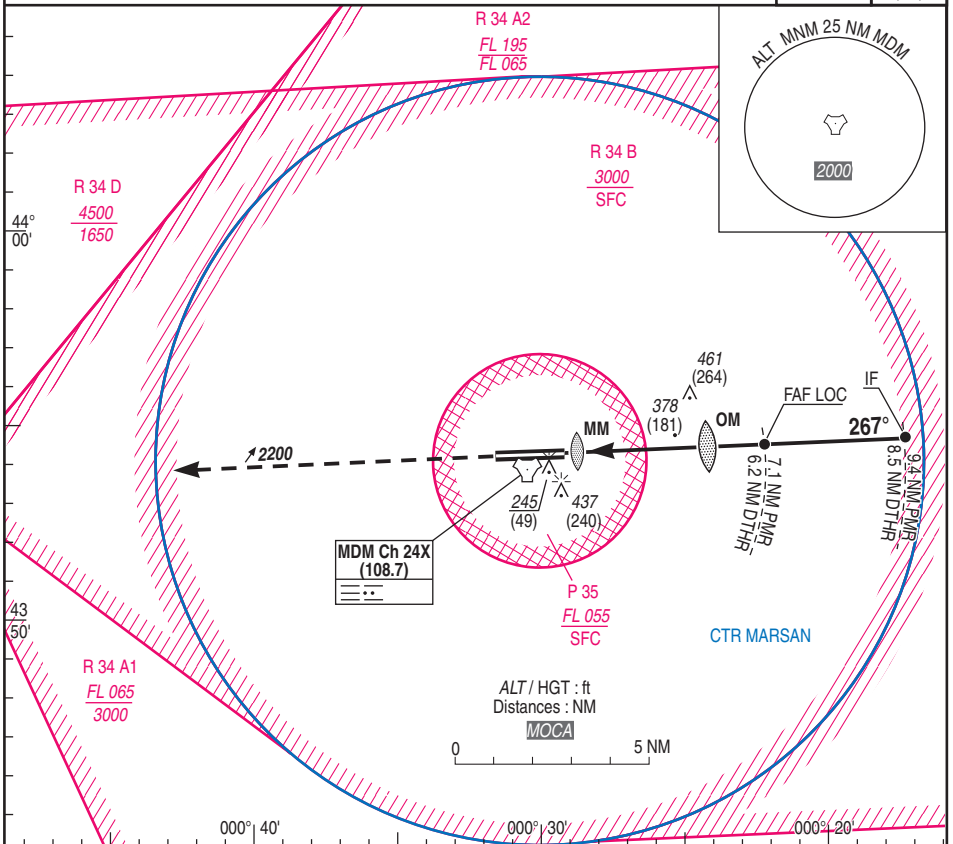 R 34 A2
FL 195
FL 065
ALT MNM 25 NM MDM
2000
R 34 B
3000
SFC
R 34 D
4500
1650
44°
00'
461
(264)
378
(181)
OM
FAF LOC
IF
267°
MM
2200
7.1 NM PMR
6.2 NM DTHR
9.4 NM PMR
8.5 NM DTHR
245
(49)
437
(240)
MDM Ch 24X
(108.7)
P 35
FL 055
SFC
43
50'
CTR MARSAN
R 34 A1
FL 065
3000
ALT / HGT : ft
Distances : NM
MOCA
0 5 NM
000° 40' 000° 30' 000° 20'